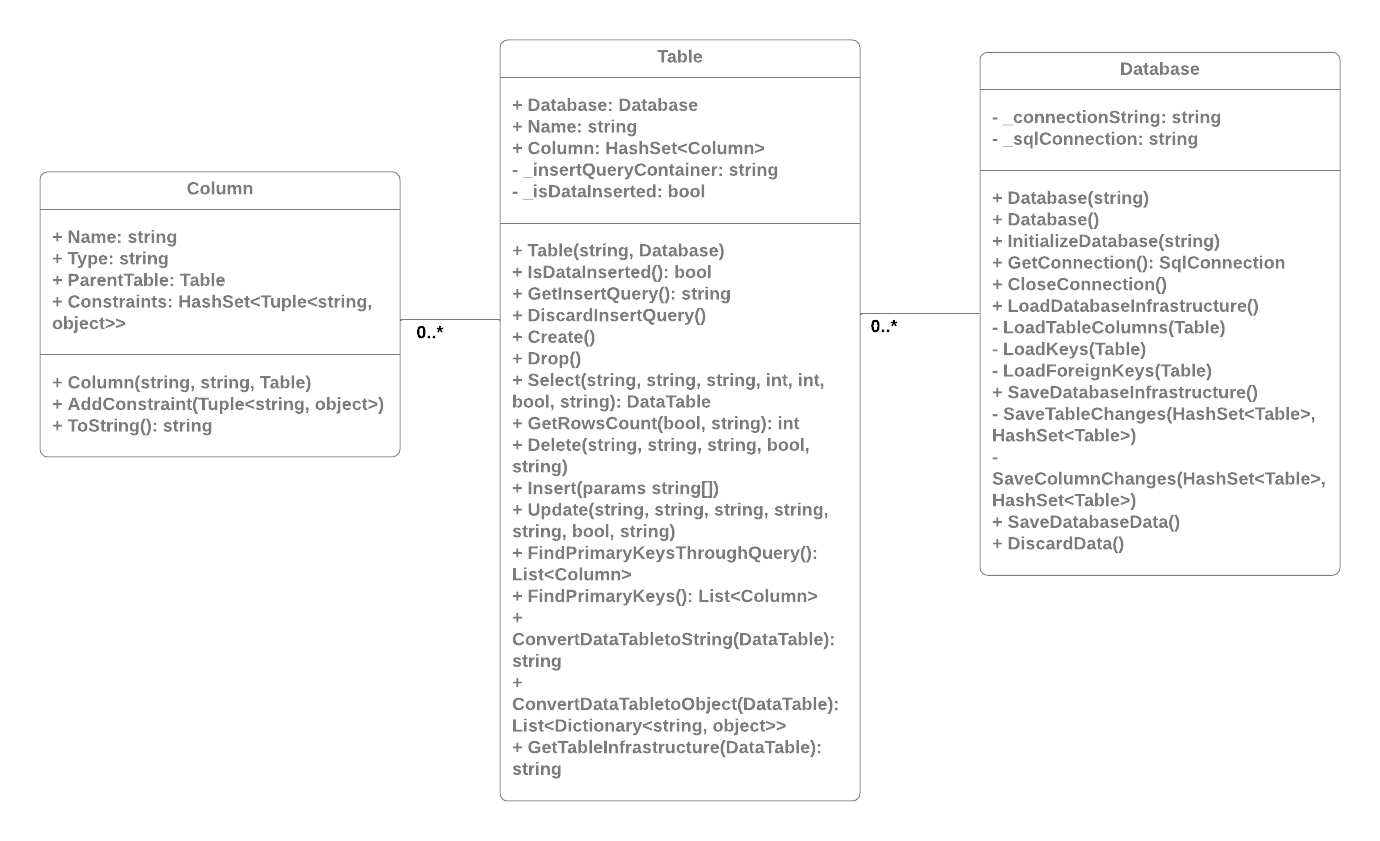 Column
+ Name: string
+ Type: string
+ ParentTable: Table
+ Constraints: HashSet<Tuple<string,
object>>
+ Column(string, string, Table)
+ AddConstraint(Tuple<string, object>)
+ ToString(): string
0..*
Table
+ Database: Database
+ Name: string
+ Column: HashSet<Column>
- _insertQueryContainer: string
- _isDataInserted: bool
+ Table(string, Database)
+ IsDataInserted(): bool
+ GetInsertQuery(): string
+ DiscardInsertQuery()
+ Create()
+ Drop()
+ Select(string, string, string, int, int,
bool, string): DataTable
+ GetRowsCount(bool, string): int
+ Delete(string, string, string, bool,
string)
+ Insert(params string[])
+ Update(string, string, string, string,
string, bool, string)
+ FindPrimaryKeysThroughQuery():
List<Column>
+ FindPrimaryKeys(): List<Column>
+
ConvertDataTabletoString(DataTable):
string
+
ConvertDataTabletoObject(DataTable):
List<Dictionary<string, object>>
+ GetTableInfrastructure(DataTable):
string
0..*
Database
- _connectionString: string
- _sqlConnection: string
+ Database(string)
+ Database()
+ InitializeDatabase(string)
+ GetConnection(): SqlConnection
+ CloseConnection()
+ LoadDatabaseInfrastructure()
- LoadTableColumns(Table)
- LoadKeys(Table)
- LoadForeignKeys(Table)
+ SaveDatabaseInfrastructure()
- SaveTableChanges(HashSet<Table>,
HashSet<Table>)
-
SaveColumnChanges(HashSet<Table>,
HashSet<Table>)
+ SaveDatabaseData()
+ DiscardData()